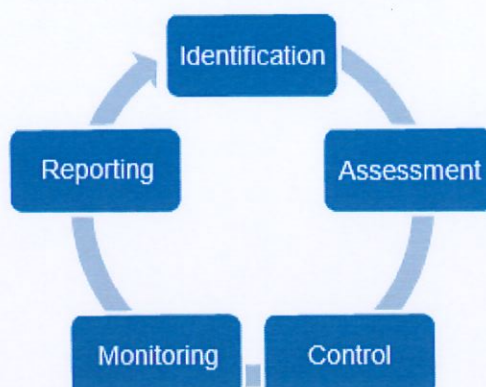 Identification
Assessment
Control
Monitoring
Reporting